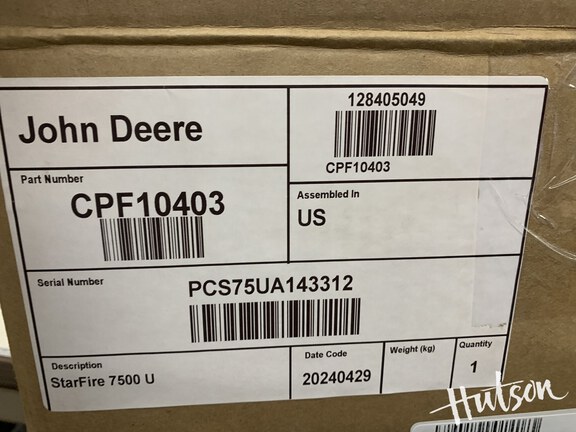 John Deere
128405049
CPF10403
Part Number
CPF10403
Assembled In
US
Serial Number
PCS75UA143312
Description
StarFire 7500 U
Date Code
20240429
Weight (kg)
Quantity
1
Hutson